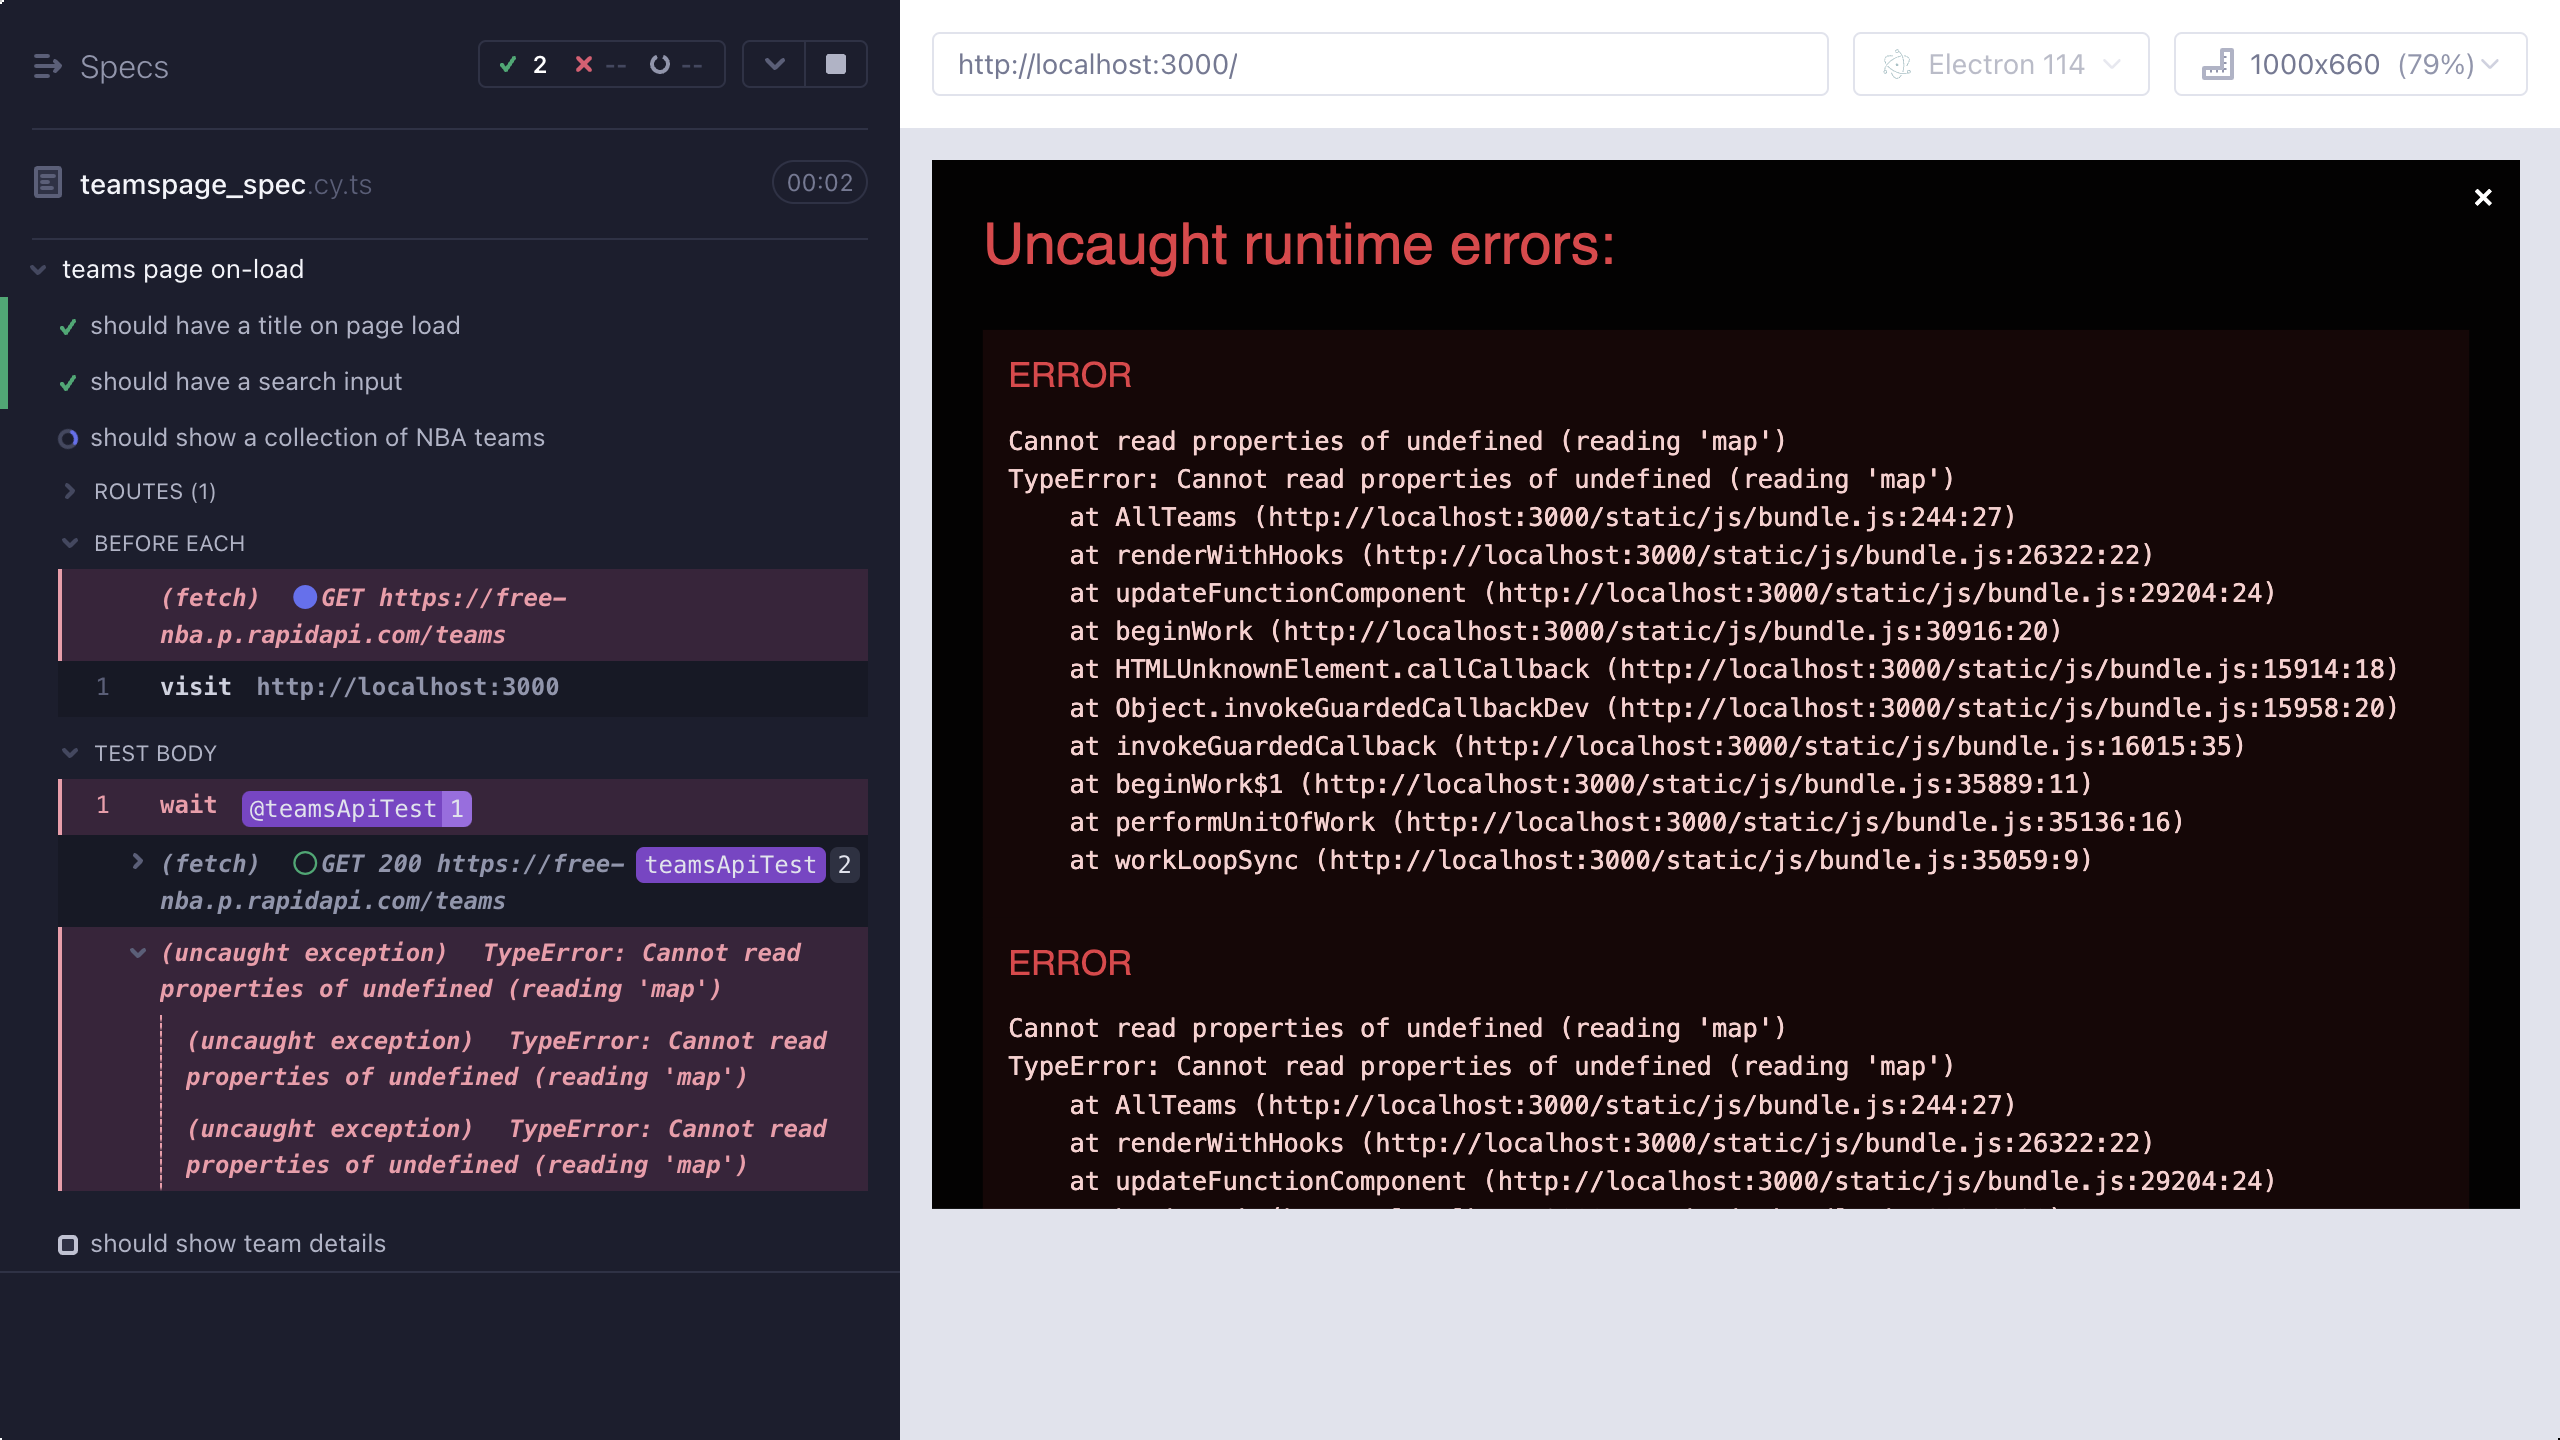 Specs
2 -- --
teamspage_spec.cy.ts 00:02
teams page on-load
should have a title on page load
should have a search input
should show a collection of NBA teams
ROUTES (1)
BEFORE EACH
(fetch) GET https://free-
nba.p.rapidapi.com/teams
1 visit http://localhost:3000
TEST BODY
1 wait @teamsApiTest 1
(fetch) GET 200 https://free- teamsApiTest 2
nba.p.rapidapi.com/teams
(uncaught exception) TypeError: Cannot read
properties of undefined (reading 'map')
(uncaught exception) TypeError: Cannot read
properties of undefined (reading 'map')
(uncaught exception) TypeError: Cannot read
properties of undefined (reading 'map')
should show team details
http://localhost:3000/ Electron 114 1000x660 (79%)
Uncaught runtime errors:
×
ERROR
Cannot read properties of undefined (reading 'map')
TypeError: Cannot read properties of undefined (reading 'map')
at AllTeams (http://localhost:3000/static/js/bundle.js:244:27)
at renderWithHooks (http://localhost:3000/static/js/bundle.js:26322:22)
at updateFunctionComponent (http://localhost:3000/static/js/bundle.js:29204:24)
at beginWork (http://localhost:3000/static/js/bundle.js:30916:20)
at HTMLUnknownElement.callCallback (http://localhost:3000/static/js/bundle.js:15914:18)
at Object.invokeGuardedCallbackDev (http://localhost:3000/static/js/bundle.js:15958:20)
at invokeGuardedCallback (http://localhost:3000/static/js/bundle.js:16015:35)
at beginWork$1 (http://localhost:3000/static/js/bundle.js:35889:11)
at performUnitOfWork (http://localhost:3000/static/js/bundle.js:35136:16)
at workLoopSync (http://localhost:3000/static/js/bundle.js:35059:9)
ERROR
Cannot read properties of undefined (reading 'map')
TypeError: Cannot read properties of undefined (reading 'map')
at AllTeams (http://localhost:3000/static/js/bundle.js:244:27)
at renderWithHooks (http://localhost:3000/static/js/bundle.js:26322:22)
at updateFunctionComponent (http://localhost:3000/static/js/bundle.js:29204:24)